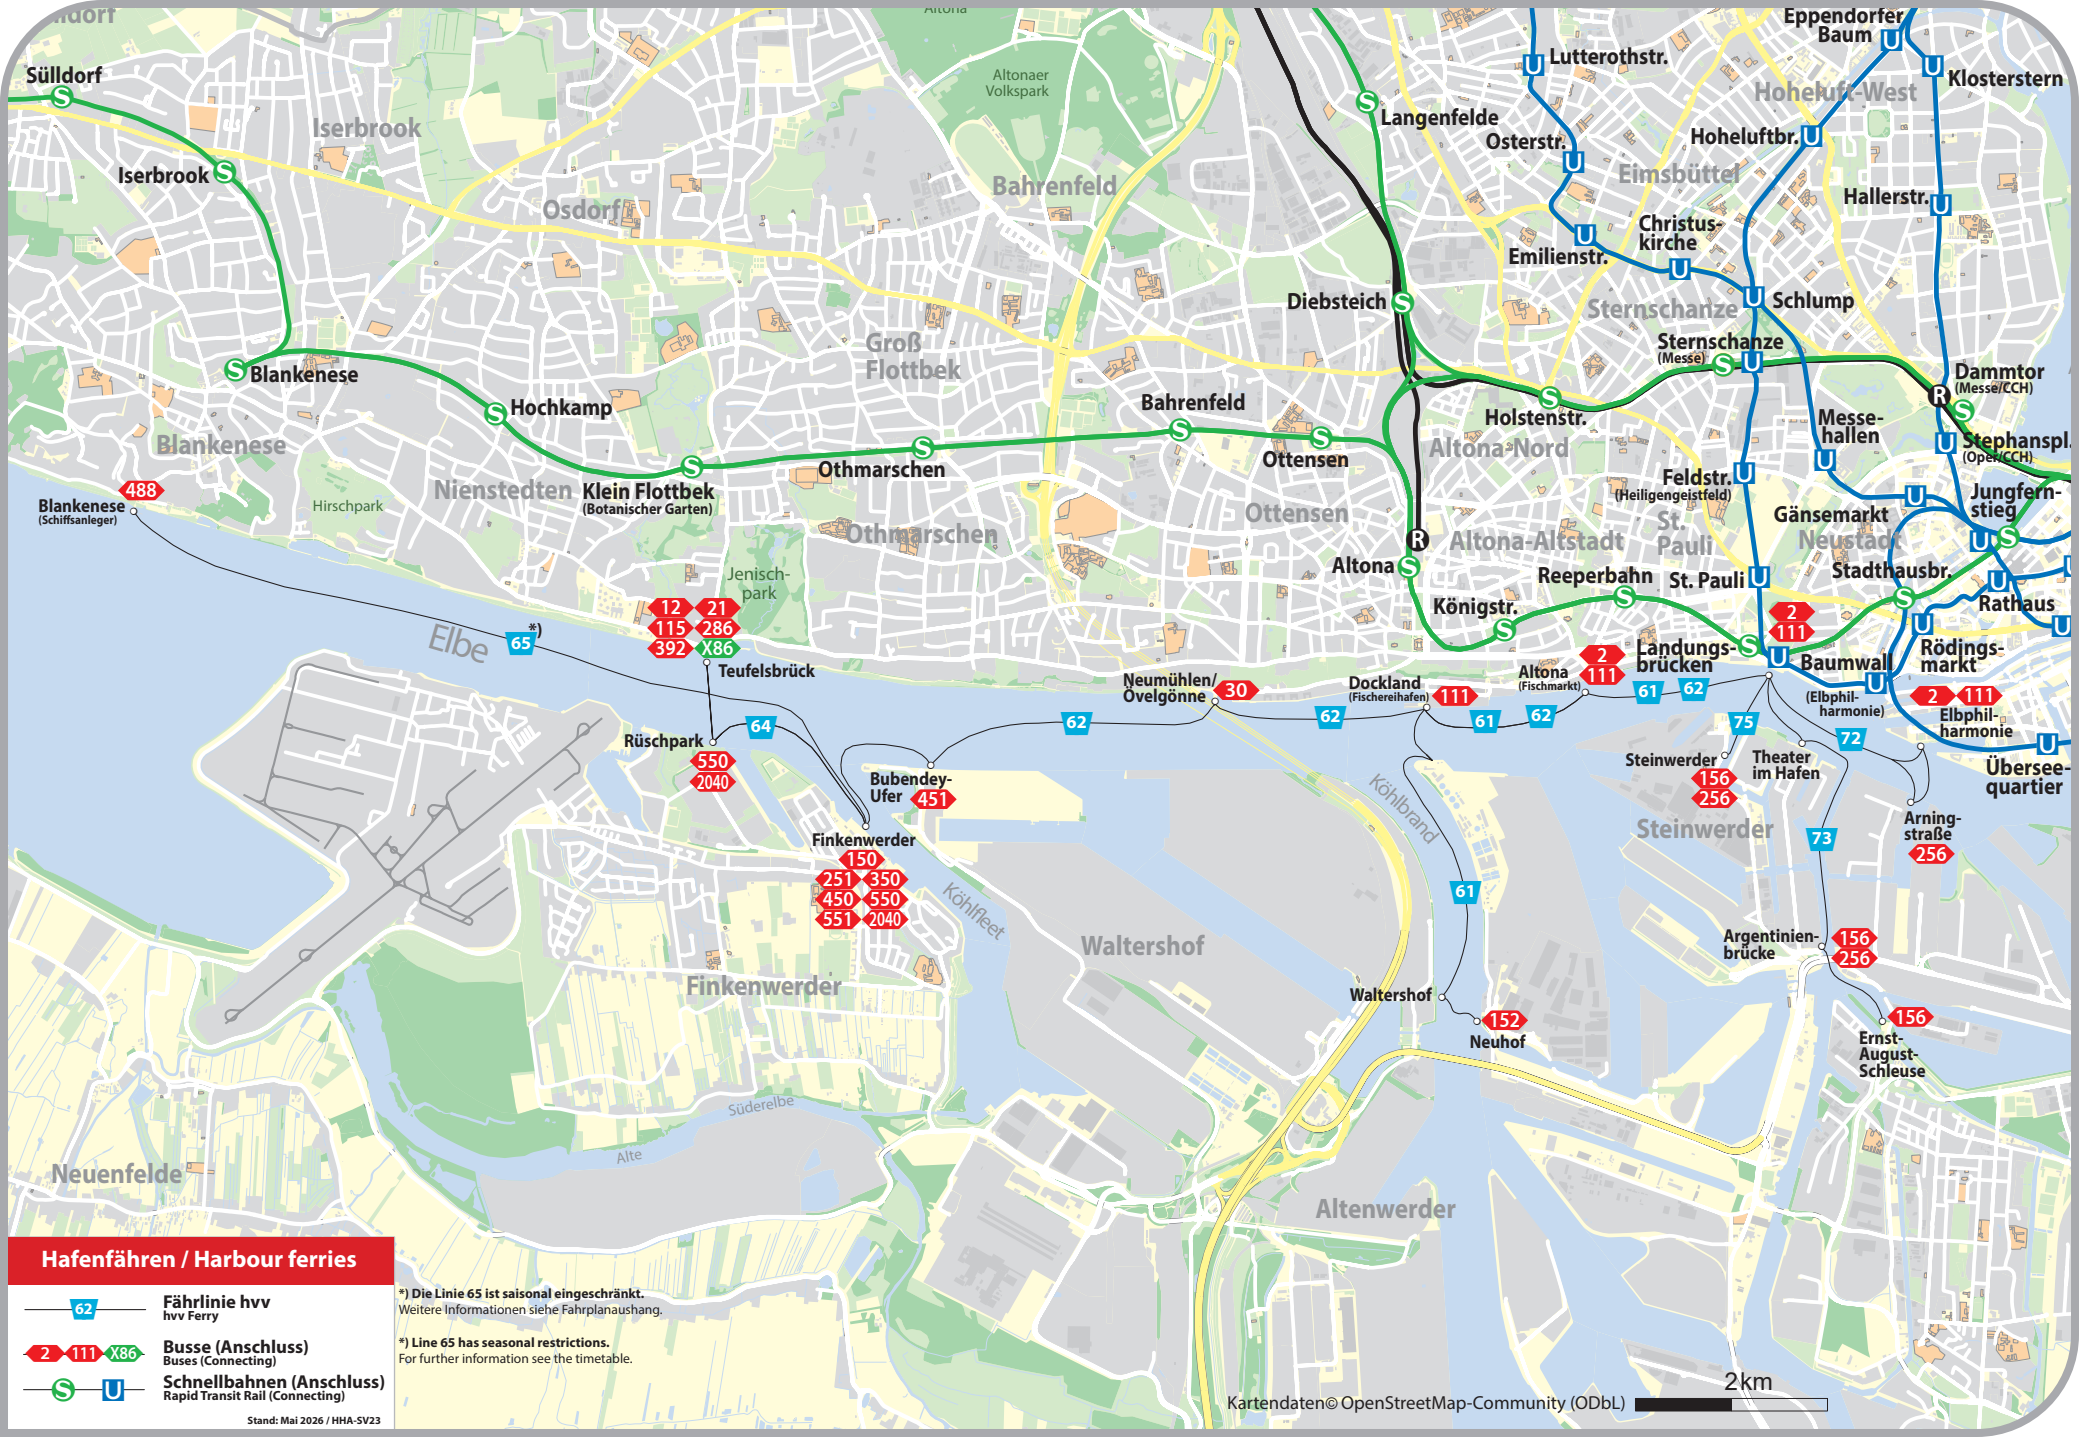 Altona
Sülldorf
Iserbrook
Iserbrook
Osdorf
Altonaer
Volkspark
Bahrenfeld
Langenfelde
Lutterothstr.
Osterstr.
Eppendorfer
Baum
Klosterstern
Hoheluft-West
Hoheluftbr.
Eimsbüttel
Hallerstr.
Christus-
kirche
Emilienstr.
Diebsteich
Sternschanze
Schlump
Sternschanze
(Messe)
Dammtor
(Messe/CCH)
Groß
Flottbek
Blankenese
Hochkamp
Blankenese
Nienstedten
Klein Flottbek
(Botanischer Garten)
Othmarschen
Bahrenfeld
Ottensen
Holstenstr.
Altona-Nord
Messe-
hallen
Stephanspl.
(Oper/CCH)
Feldstr.
(Heiligengeistfeld)
Jungfern-
stieg
Gänsemarkt
Neustadt
St.
Pauli
Ottensen
Othmarschen
Altona-Altstadt
488
Blankenese
(Schiffsanleger)
Hirschpark
Jenisch-
park
Altona
R
R
Reeperbahn
St. Pauli
Stadthausbr.
Rathaus
Königstr.
12 21
115 286
392 X86
Teufelsbrück
Elbe
65
*)
2
111
Landungs-
brücken
Baumwall
(Elbphil-
harmonie)
Rödings-
markt
2 111
Elbphil-
harmonie
Übersee-
quartier
Neumühlen/
Övelgönne
30
Dockland
(Fischereihafen)
111
Altona
(Fischmarkt)
2
111
61 62
62
62
61 62
64
Rüschpark
550
2040
Bubendey-
Ufer
451
Finkenwerder
150
251 350
450 550
551 2040
Köhlfleet
Köhlbrand
61
75
72
73
Steinwerder
156
256
Theater
im Hafen
Steinwerder
Arning-
straße
256
Argentinien-
brücke
156
256
156
Ernst-
August-
Schleuse
Waltershof
Finkenwerder
Waltershof
152
Neuhof
Süderelbe
Alte
Neuenfelde
Altenwerder
Hafenfähren / Harbour ferries
62
Fährlinie hvv
hvv Ferry
2 111 X86
Busse (Anschluss)
Buses (Connecting)
S U
Schnellbahnen (Anschluss)
Rapid Transit Rail (Connecting)
Stand: Mai 2026 / HHA-SV23
*) Die Linie 65 ist saisonal eingeschränkt.
Weitere Informationen siehe Fahrplanaushang.
*) Line 65 has seasonal restrictions.
For further information see the timetable.
Kartendaten© OpenStreetMap-Community (ODbL)
2km